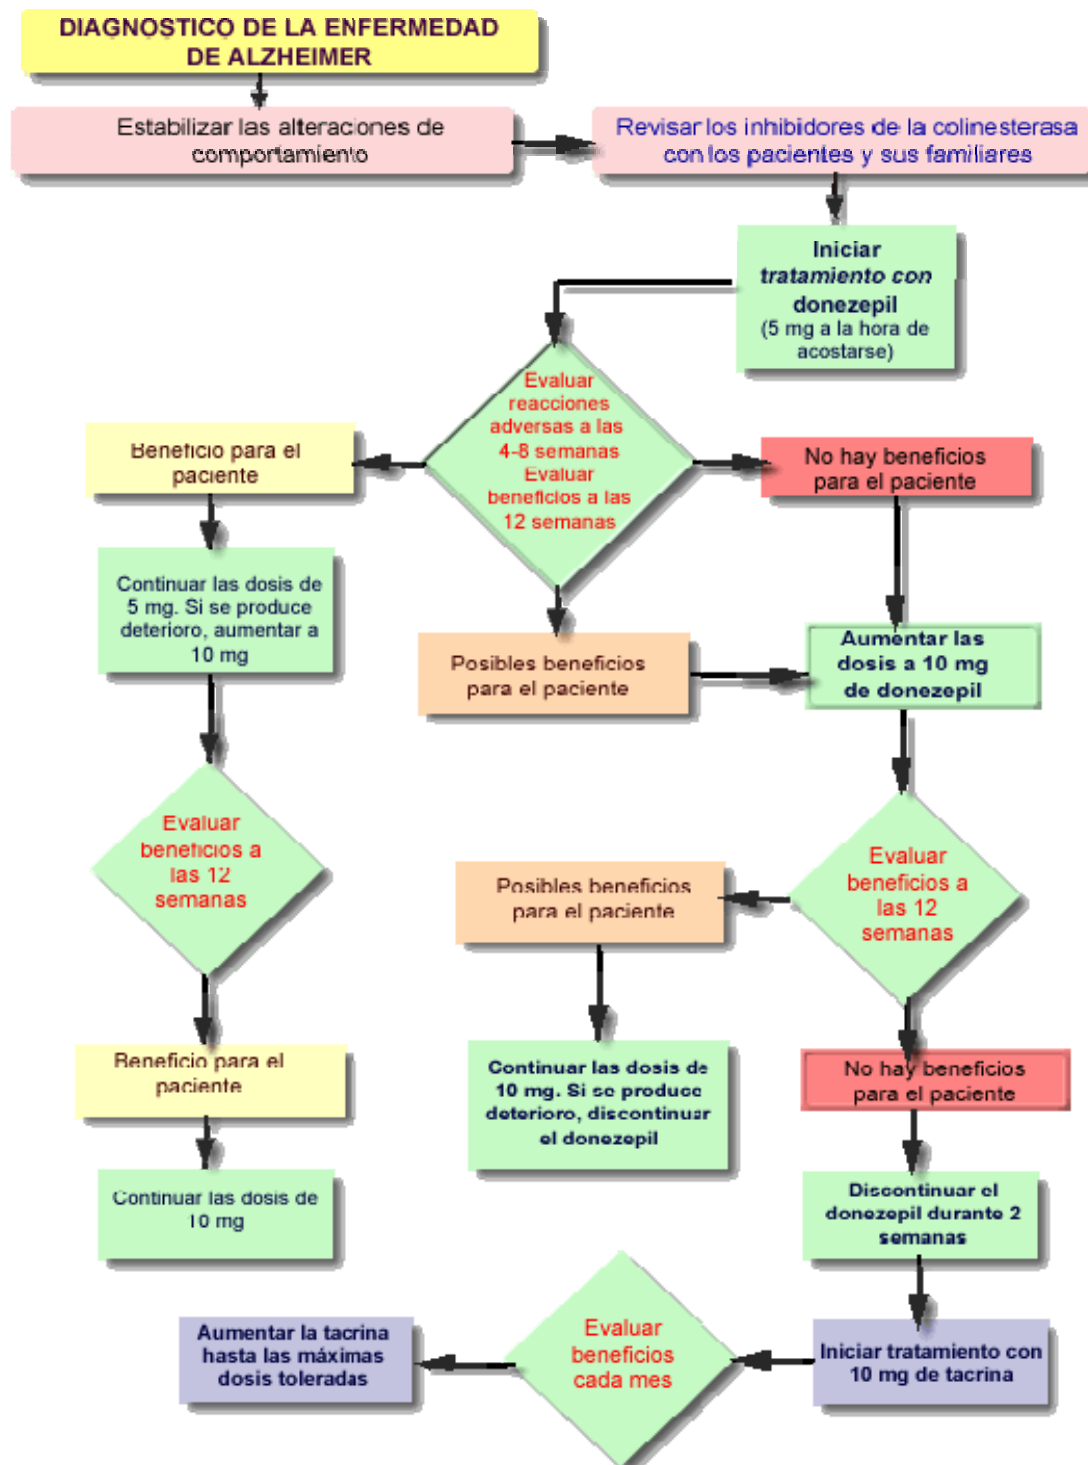 DIAGNOSTICO DE LA ENFERMEDAD
DE ALZHEIMER
Estabilizar las alteraciones de
comportamiento
Revisar los inhibidores de la colinesterasa
con los pacientes y sus familiares
Iniciar
tratamiento con
donezepil
(5 mg a la hora de
acostarse)
Evaluar
reacciones
adversas a las
4-8 semanas
Evaluar
beneficios a las
12 semanas
Beneficio para el
paciente
No hay beneficios
para el paciente
Continuar las dosis de
5 mg. Si se produce
deterioro, aumentar a
10 mg
Posibles beneficios
para el paciente
Aumentar las
dosis a 10 mg
de donezepil
Evaluar
beneficios a
las 12
semanas
Evaluar
beneficios a
las 12
semanas
Posibles beneficios
para el paciente
Beneficio para el
paciente
Continuar las dosis de
10 mg. Si se produce
deterioro, discontinuar
el donezepil
No hay beneficios
para el paciente
Continuar las dosis de
10 mg
Discontinuar el
donezepil durante 2
semanas
Aumentar la tacrina
hasta las máximas
dosis toleradas
Evaluar
beneficios
cada mes
Iniciar tratamiento con
10 mg de tacrina